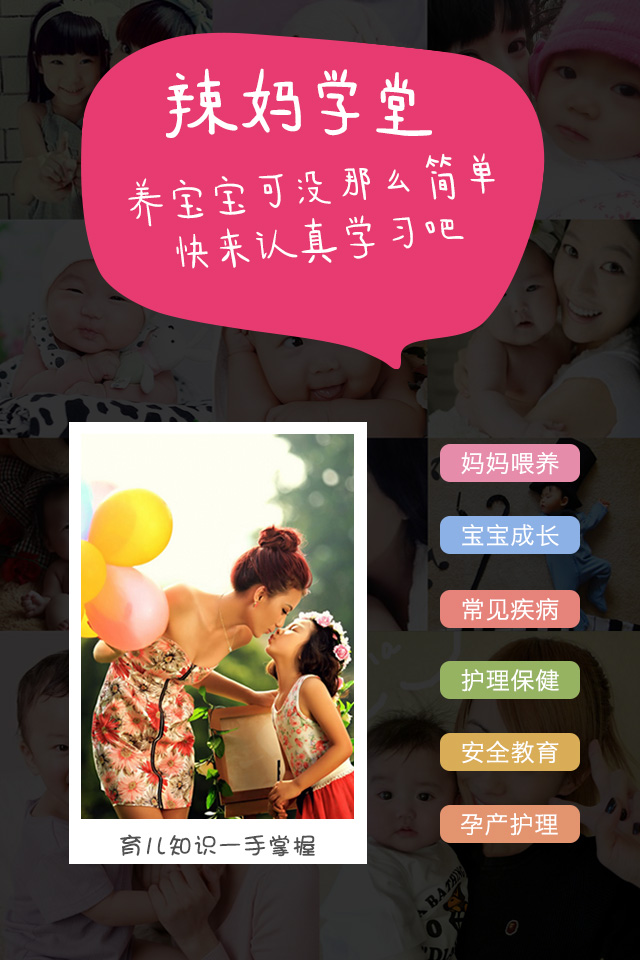 辣妈学堂
养宝宝可没那么简单
快来认真学习吧
妈妈喂养
宝宝成长
常见疾病
护理保健
安全教育
孕产护理
育儿知识一手掌握